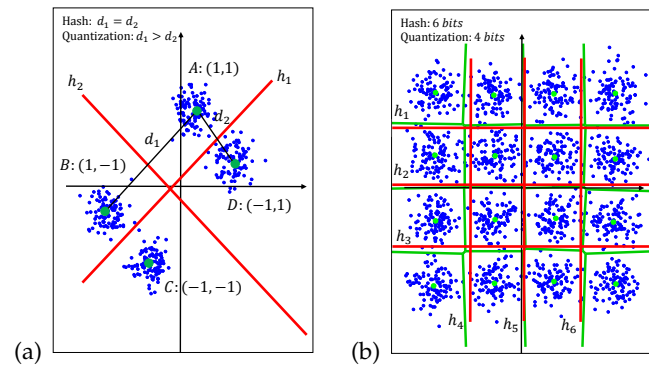 Hash: d₁ = d₂
Quantization: d₁ > d₂
A: (1,1)
h₂
h₁
d₁
d₂
B: (1, −1)
D: (−1,1)
C: (−1, −1)
(a)
Hash: 6 bits
Quantization: 4 bits
h₁
h₂
h₃
h₄
h₅
h₆
(b)